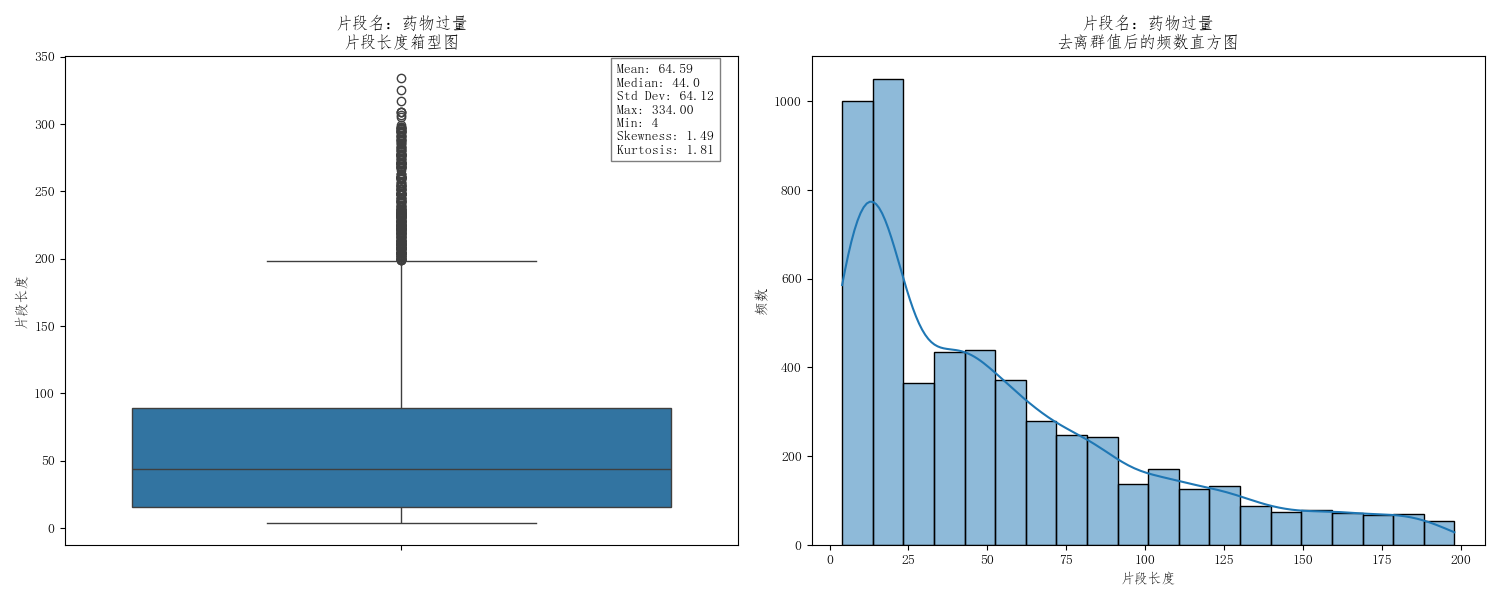 片段名：药物过量
片段长度箱型图
350
300
250
200
150
100
50
0
片段长度
Mean: 64.59
Median: 44.0
Std Dev: 64.12
Max: 334.00
Min: 4
Skewness: 1.49
Kurtosis: 1.81
片段名：药物过量
去离群值后的频数直方图
1000
800
600
400
200
0
频数
0 25 50 75 100 125 150 175 200
片段长度